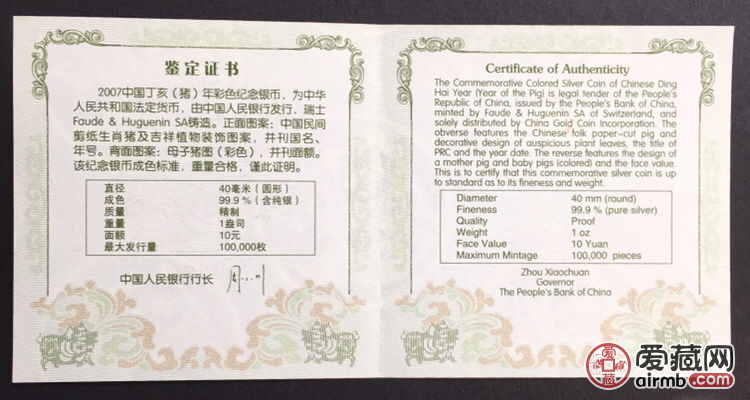 鉴定证书
2007中国丁亥（猪）年彩色纪念银币，为中华
人民共和国法定货币，由中国人民银行发行，瑞士
Faude & Huguenin SA铸造。正面图案：中国民间
剪纸生肖猪及吉祥植物装饰图案，并刊国名、
年号。背面图案：母子猪图（彩色），并刊面额。
该纪念银币成色标准，重量合格，谨此证明。
直径 40毫米（圆形）
成色 99.9％（含纯银）
质量 精制
重量 1盎司
面额 10元
最大发行量 100,000枚
中国人民银行行长
Certificate of Authenticity
The Commemorative Colored Silver Coin of Chinese Ding
Hai Year (Year of the Pig) is legal tender of the People's
Republic of China, issued by the People's Bank of China,
minted by Faude & Huguenin SA of Switzerland, and
solely distributed by China Gold Coin Incorporation. The
obverse features the Chinese folk paper-cut pig and
decorative design of auspicious plant leaves, the title of
PRC and the year date. The reverse features the design of
a mother pig and baby pigs (colored) and the face value.
This is to certify that this commemorative silver coin is up
to standard as to its fineness and weight.
Diameter 40 mm (round)
Fineness 99.9 % (pure silver)
Quality Proof
Weight 1 oz
Face Value 10 Yuan
Maximum Mintage 100,000 pieces
Zhou Xiaochuan
Governor
The People's Bank of China
爱藏网
airmb.com